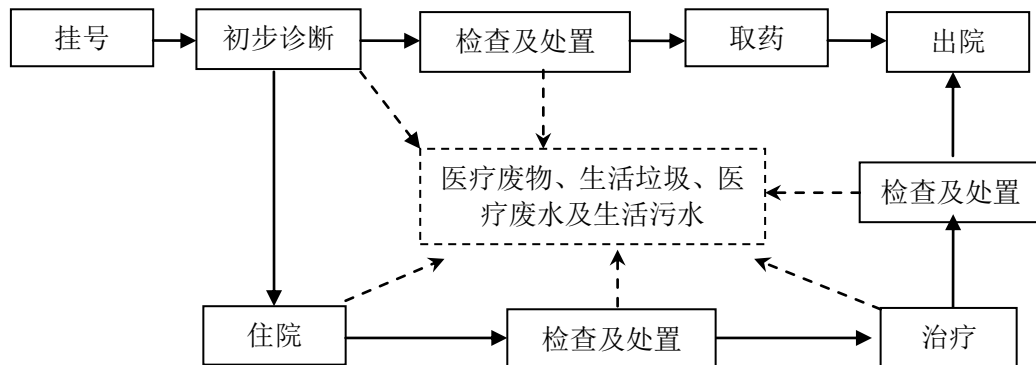 挂号
初步诊断
检查及处置
取药
出院
医疗废物、生活垃圾、医
疗废水及生活污水
检查及处置
住院
检查及处置
治疗